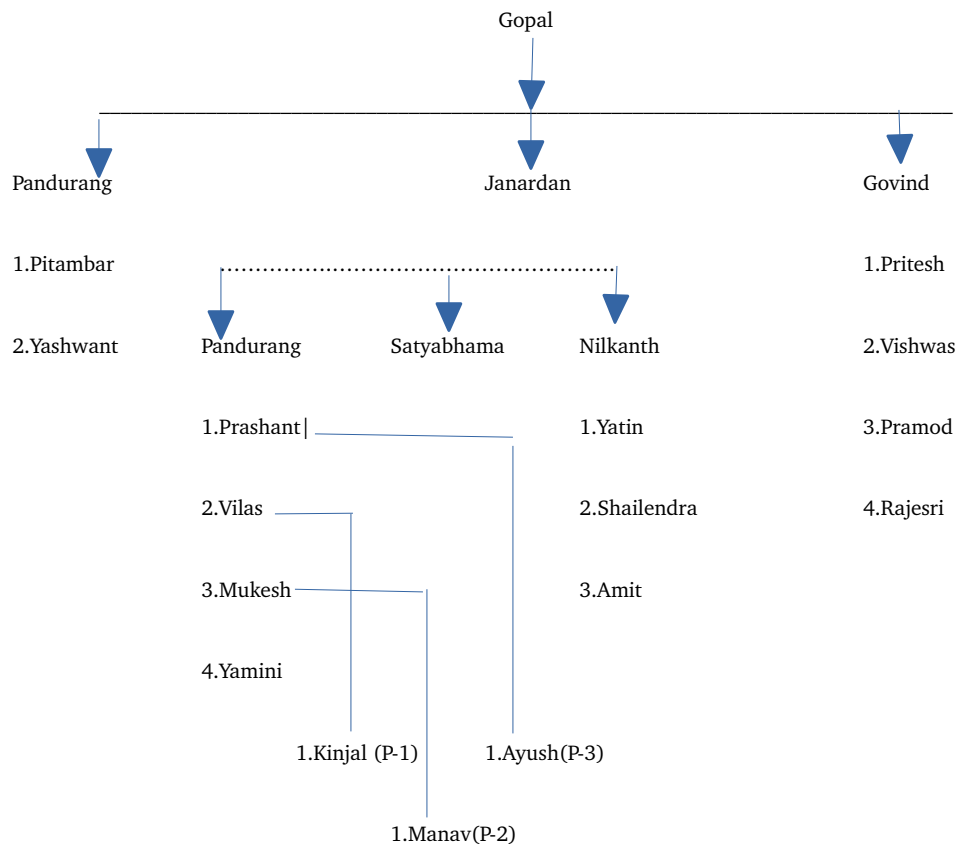 Gopal
Pandurang Janardan Govind
1.Pitambar 1.Pritesh
2.Yashwant Pandurang Satyabhama Nilkanth 2.Vishwas
1.Prashant| 1.Yatin 3.Pramod
2.Vilas 2.Shailendra 4.Rajesri
3.Mukesh 3.Amit
4.Yamini
1.Kinjal (P-1) 1.Ayush(P-3)
1.Manav(P-2)